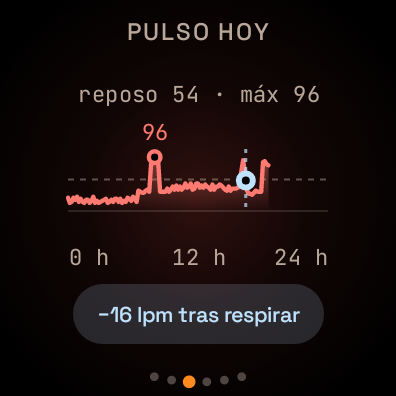 PULSO HOY
reposo 54 · máx 96
96
0 h 12 h 24 h
−16 lpm tras respirar